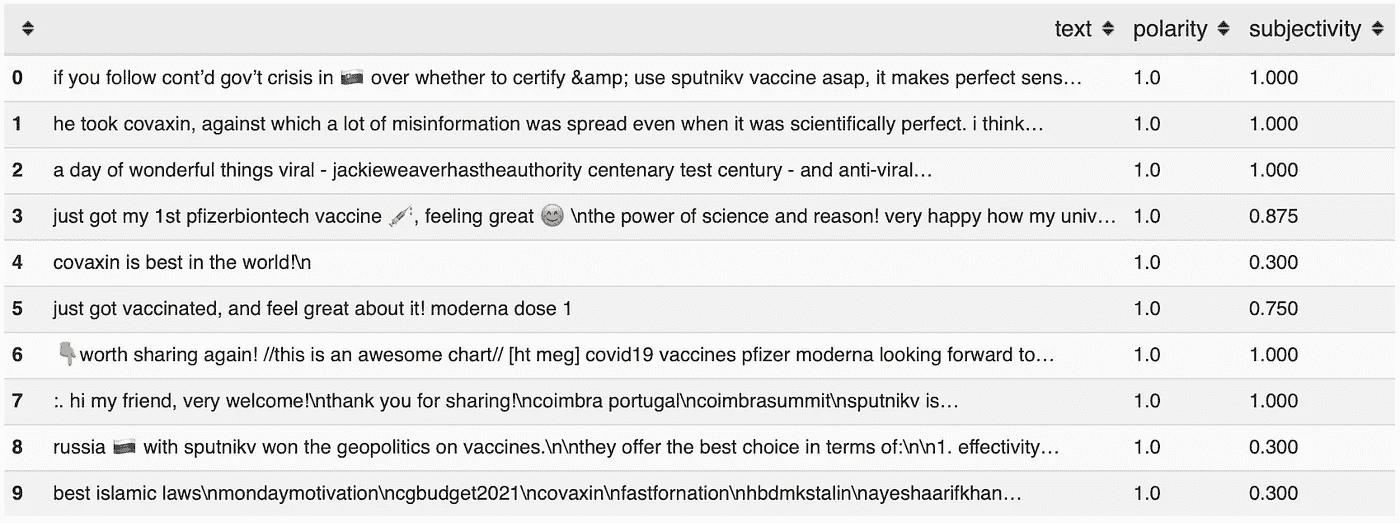 text polarity subjectivity
0 if you follow cont’d gov’t crisis in over whether to certify &amp; use sputnikv vaccine asap, it makes perfect sens… 1.0 1.000
1 he took covaxin, against which a lot of misinformation was spread even when it was scientifically perfect. i think… 1.0 1.000
2 a day of wonderful things viral - jackieweaverhastheauthority centenary test century - and anti-viral… 1.0 1.000
3 just got my 1st pfizerbiontech vaccine 💉, feeling great 😊 \nthe power of science and reason! very happy how my univ… 1.0 0.875
4 covaxin is best in the world!\n 1.0 0.300
5 just got vaccinated, and feel great about it! moderna dose 1 1.0 0.750
6 👇worth sharing again! //this is an awesome chart// [ht meg] covid19 vaccines pfizer moderna looking forward to… 1.0 1.000
7 :. hi my friend, very welcome!\nthank you for sharing!\ncoimbra portugal\ncoimbrasummit\nsputnikv is… 1.0 1.000
8 russia with sputnikv won the geopolitics on vaccines.\n\nthey offer the best choice in terms of:\n\n1. effectivity… 1.0 0.300
9 best islamic laws\nmondaymotivation\ncgbudget2021\ncovaxin\nfastfornation\nhbdmkstalin\nayeshaarifkhan… 1.0 0.300